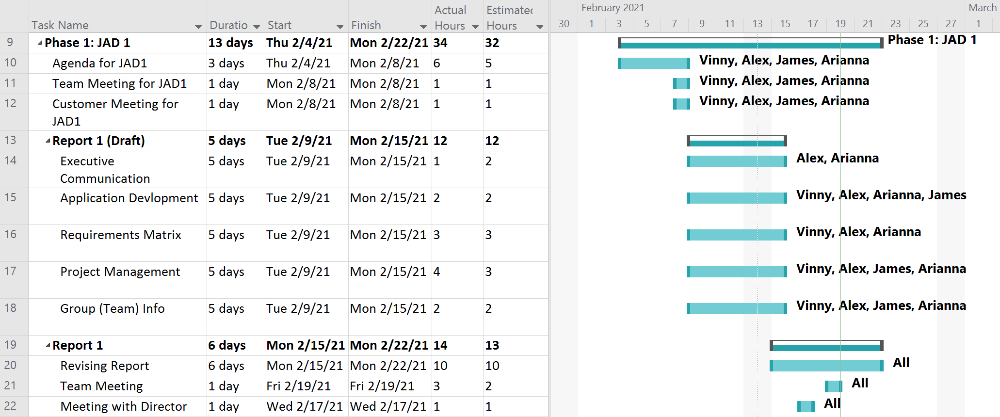 Task Name Duratio Start Finish Actual Hours Estimated Hours
February 2021 March
30 1 3 5 7 9 11 13 15 17 19 21 23 25 27 1
9 Phase 1: JAD 1 13 days Thu 2/4/21 Mon 2/22/21 34 32 Phase 1: JAD 1
10 Agenda for JAD1 3 days Thu 2/4/21 Mon 2/8/21 6 5 Vinny, Alex, James, Arianna
11 Team Meeting for JAD1 1 day Mon 2/8/21 Mon 2/8/21 1 1 Vinny, Alex, James, Arianna
12 Customer Meeting for JAD1 1 day Mon 2/8/21 Mon 2/8/21 1 1 Vinny, Alex, James, Arianna
13 Report 1 (Draft) 5 days Tue 2/9/21 Mon 2/15/21 12 12
14 Executive Communication 5 days Tue 2/9/21 Mon 2/15/21 1 2 Alex, Arianna
15 Application Devlopment 5 days Tue 2/9/21 Mon 2/15/21 2 2 Vinny, Alex, Arianna, James
16 Requirements Matrix 5 days Tue 2/9/21 Mon 2/15/21 3 3 Vinny, Alex, Arianna
17 Project Management 5 days Tue 2/9/21 Mon 2/15/21 4 3 Vinny, Alex, James, Arianna
18 Group (Team) Info 5 days Tue 2/9/21 Mon 2/15/21 2 2 Vinny, Alex, James, Arianna
19 Report 1 6 days Mon 2/15/21 Mon 2/22/21 14 13
20 Revising Report 6 days Mon 2/15/21 Mon 2/22/21 10 10 All
21 Team Meeting 1 day Fri 2/19/21 Fri 2/19/21 3 2 All
22 Meeting with Director 1 day Wed 2/17/21 Wed 2/17/21 1 1 All